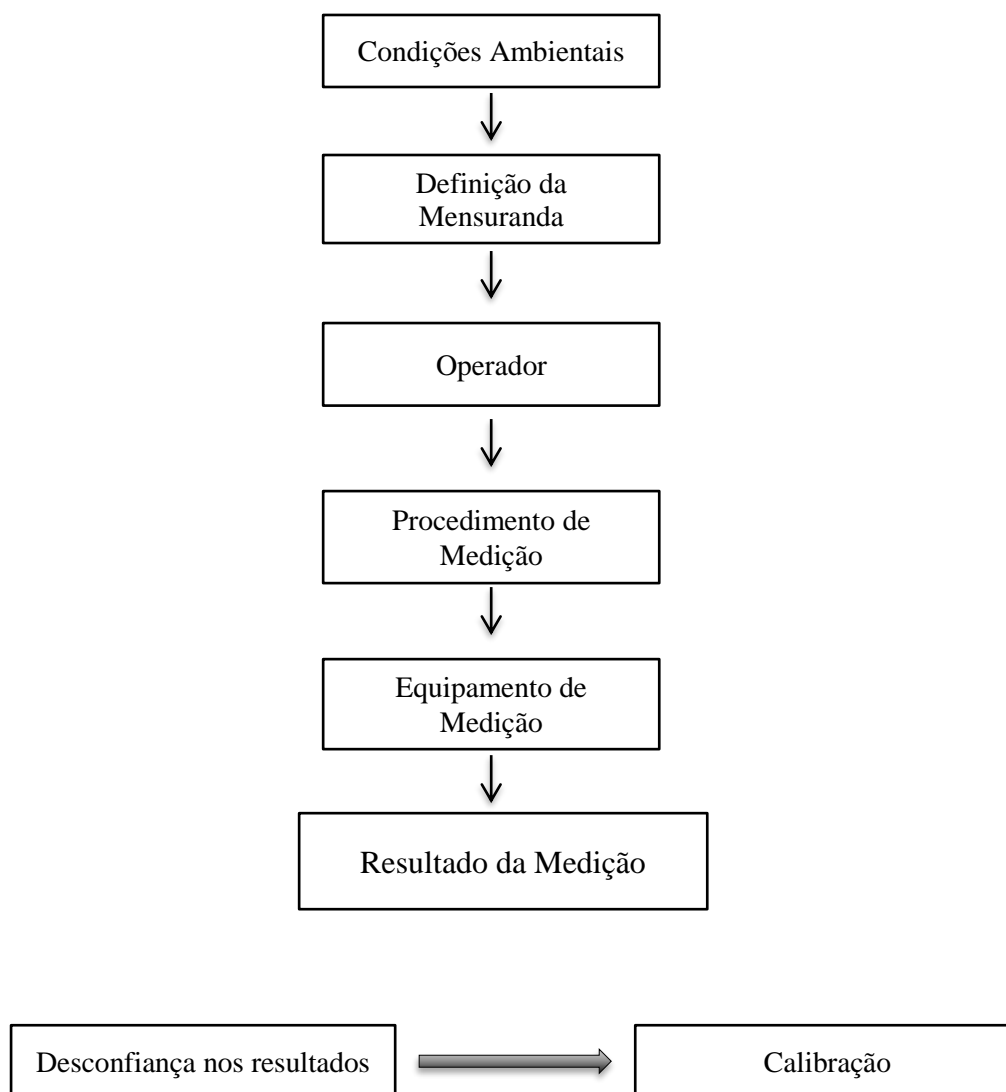 Condições Ambientais
Definição da
Mensuranda
Operador
Procedimento de
Medição
Equipamento de
Medição
Resultado da Medição
Desconfiança nos resultados
Calibração